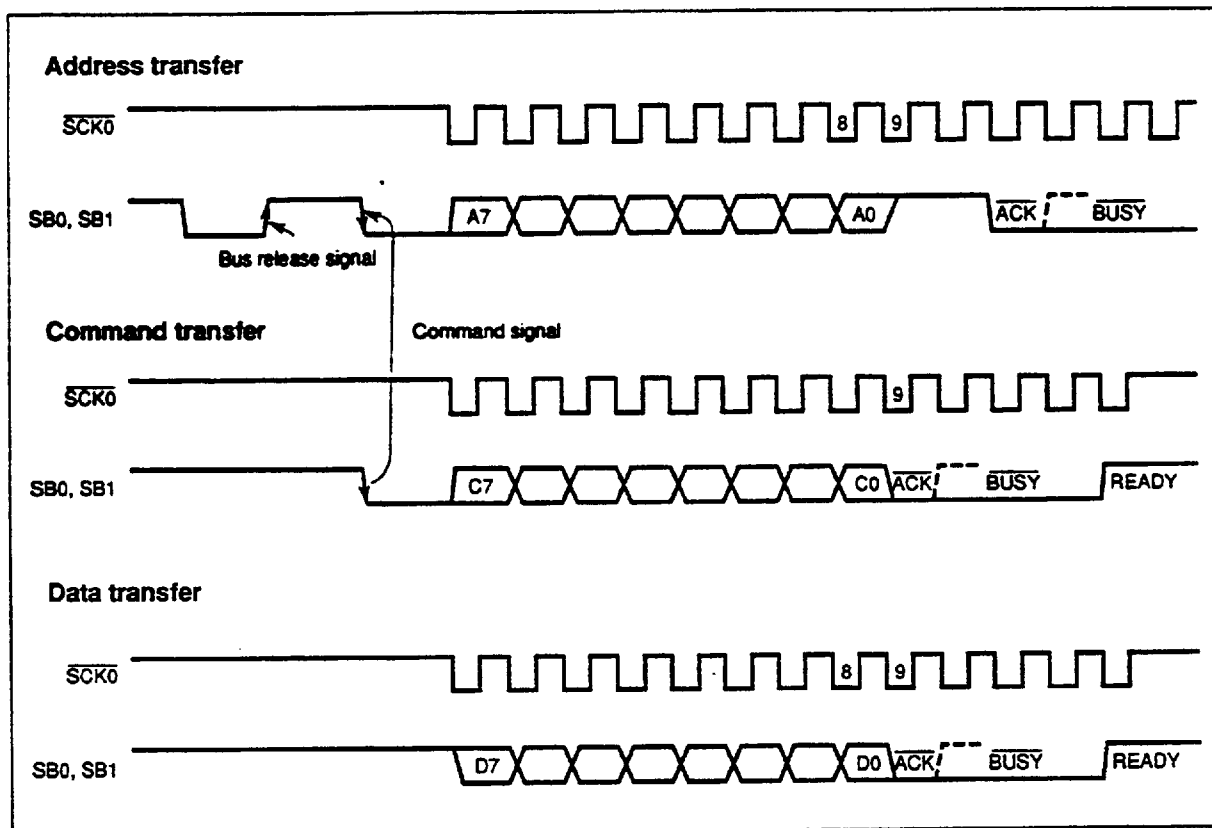 Address transfer
SCK0
8 9
SB0, SB1
A7 A0 ACK BUSY
Bus release signal
Command transfer
Command signal
SCK0
9
SB0, SB1
C7 C0 ACK BUSY READY
Data transfer
SCK0
8 9
SB0, SB1
D7 D0 ACK BUSY READY